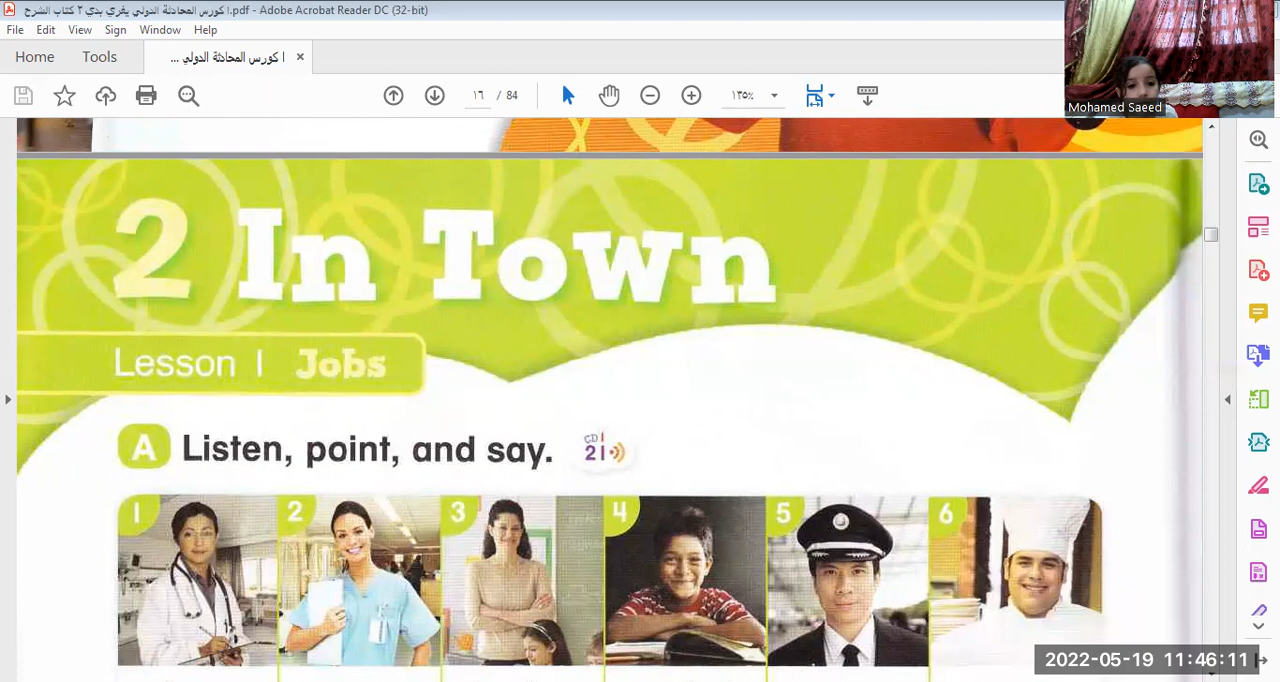 ا كورس المحادثة الدولي يفري بدي ٢ كتاب الشرح.pdf - Adobe Acrobat Reader DC (32-bit)
File Edit View Sign Window Help
Home Tools ا كورس المحادثة الدولي ... ×
١٦ / 84 ١٣٥%
Mohamed Saeed
2 In Town
Lesson 1 Jobs
A Listen, point, and say. CD1 21
1 2 3 4 5 6
2022-05-19 11:46:11